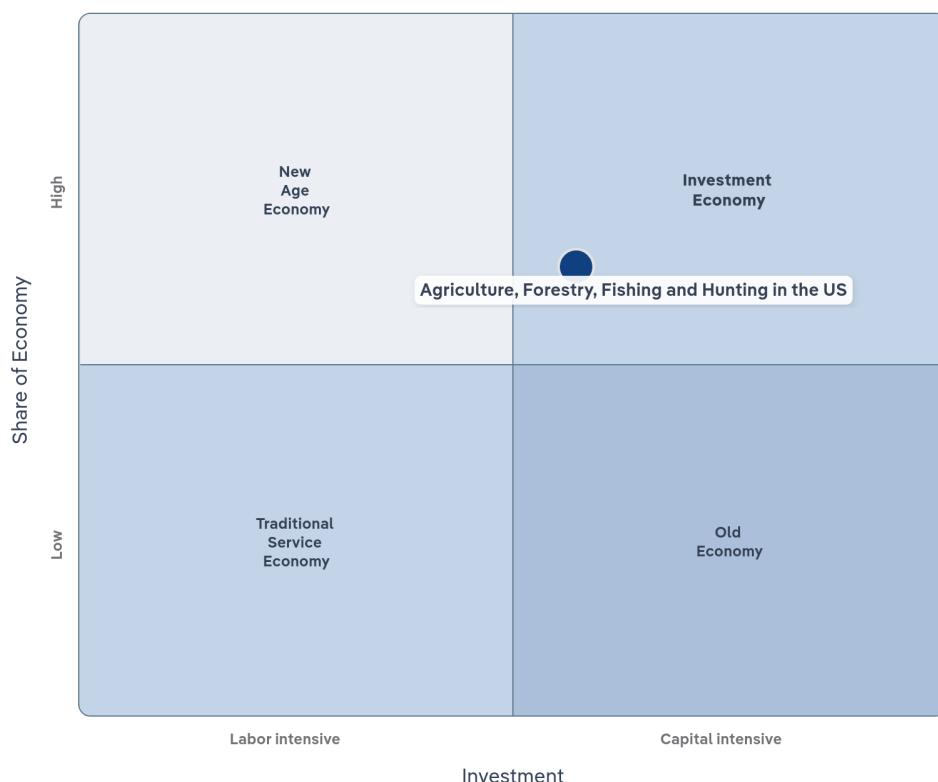 High
New
Age
Economy
Investment
Economy
Agriculture, Forestry, Fishing and Hunting in the US
Share of Economy
Low
Traditional
Service
Economy
Old
Economy
Labor intensive
Capital intensive
Investment